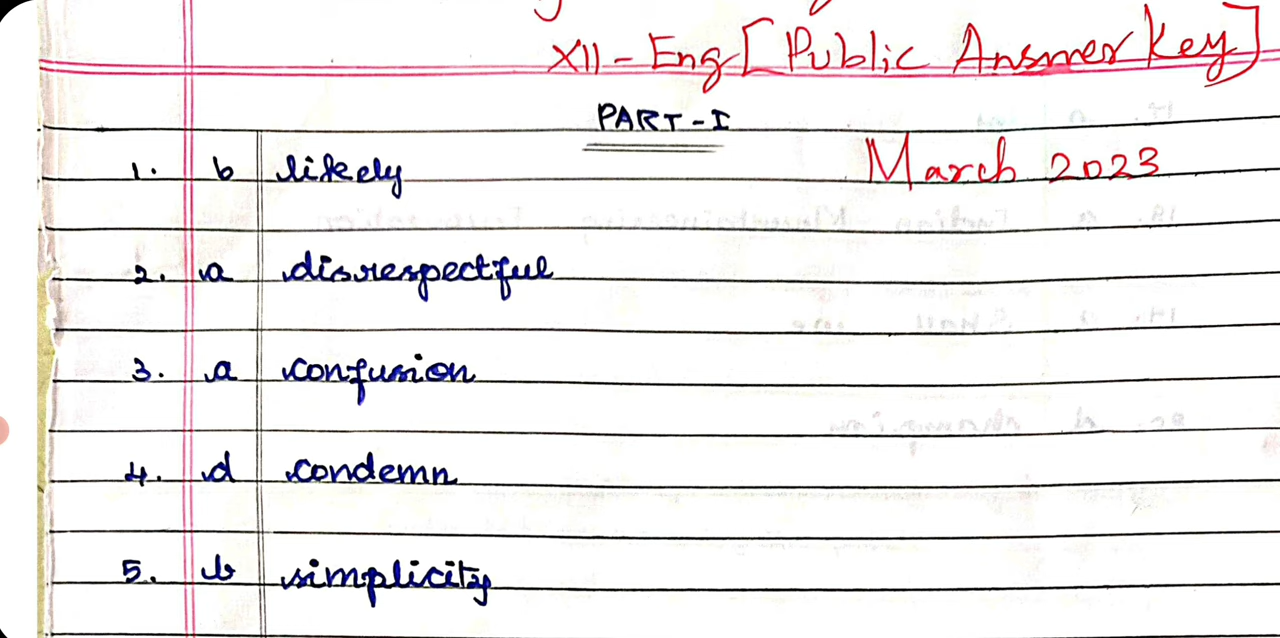 XII - Eng [Public Answer Key]
PART - I
March 2023
1. b likely
2. a disrespectful
3. a confusion
4. d condemn
5. b simplicity